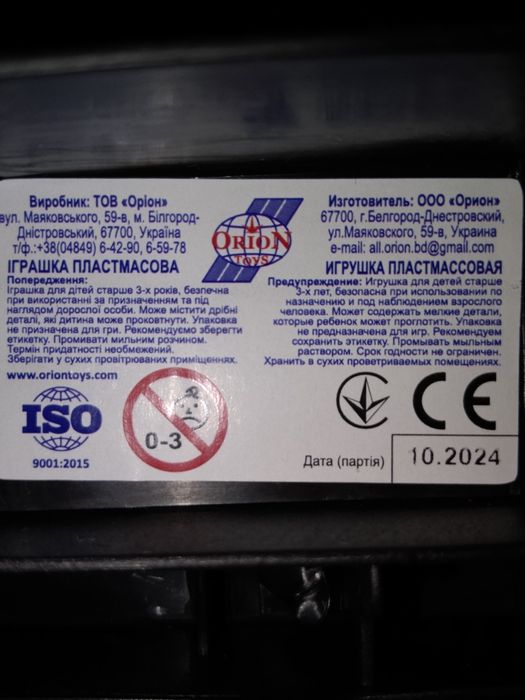 Виробник: ТОВ «Оріон»
вул. Маяковського, 59-в, м. Білгород-
Дністровський, 67700, Україна
т/ф.:+38(04849) 6-42-90, 6-59-78
ІГРАШКА ПЛАСТМАСОВА
Попередження:
Іграшка для дітей старше 3-х років, безпечна
при використанні за призначенням та під
наглядом дорослої особи. Може містити дрібні
деталі, які дитина може проковтнути. Упаковка
не призначена для гри. Рекомендуємо зберегти
етикетку. Промивати мильним розчином.
Термін придатності необмежений.
Зберігати у сухих провітрюваних приміщеннях.
www.oriontoys.com
ORION
TOYS
Изготовитель: ООО «Орион»
67700, г.Белгород-Днестровский,
ул.Маяковского, 59-в, Украина
e-mail: all.orion.bd@gmail.com
ИГРУШКА ПЛАСТМАССОВАЯ
Предупреждение: Игрушка для детей старше
3-х лет, безопасна при использовании по
назначению и под наблюдением взрослого
человека. Может содержать мелкие детали,
которые ребенок может проглотить. Упаковка
не предназначена для игр. Рекомендуем
сохранить этикетку. Промывать мыльным
раствором. Срок годности не ограничен.
Хранить в сухих проветриваемых помещениях.
ISO
9001:2015
0-3
CE
Дата (партія)
10.2024